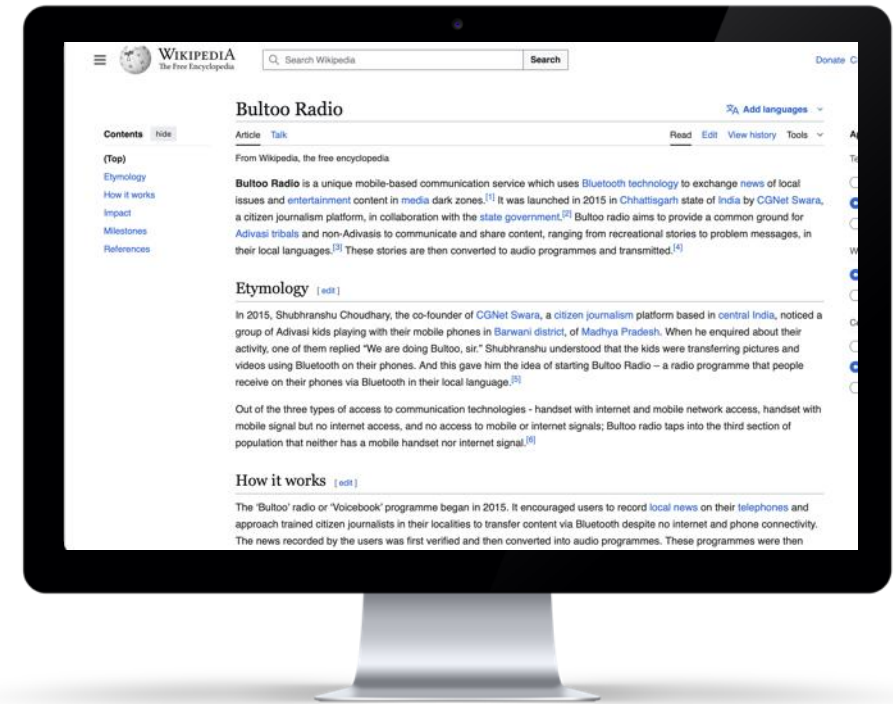 WIKIPEDIA
The Free Encyclopedia
Search Wikipedia
Search
Donate C
Bultoo Radio
Add languages
Contents hide
Article Talk
Read Edit View history Tools
(Top)
From Wikipedia, the free encyclopedia
Etymology
How it works
Impact
Milestones
References
Bultoo Radio is a unique mobile-based communication service which uses Bluetooth technology to exchange news of local
issues and entertainment content in media dark zones.[1] It was launched in 2015 in Chhattisgarh state of India by CGNet Swara,
a citizen journalism platform, in collaboration with the state government.[2] Bultoo radio aims to provide a common ground for
Adivasi tribals and non-Adivasis to communicate and share content, ranging from recreational stories to problem messages, in
their local languages.[3] These stories are then converted to audio programmes and transmitted.[4]
Etymology [ edit ]
In 2015, Shubhranshu Choudhary, the co-founder of CGNet Swara, a citizen journalism platform based in central India, noticed a
group of Adivasi kids playing with their mobile phones in Barwani district, of Madhya Pradesh. When he enquired about their
activity, one of them replied "We are doing Bultoo, sir." Shubhranshu understood that the kids were transferring pictures and
videos using Bluetooth on their phones. And this gave him the idea of starting Bultoo Radio – a radio programme that people
receive on their phones via Bluetooth in their local language.[5]
Out of the three types of access to communication technologies - handset with internet and mobile network access, handset with
mobile signal but no internet access, and no access to mobile or internet signals; Bultoo radio taps into the third section of
population that neither has a mobile handset nor internet signal.[6]
How it works [ edit ]
The 'Bultoo' radio or 'Voicebook' programme began in 2015. It encouraged users to record local news on their telephones and
approach trained citizen journalists in their localities to transfer content via Bluetooth despite no internet and phone connectivity.
The news recorded by the users was first verified and then converted into audio programmes. These programmes were then